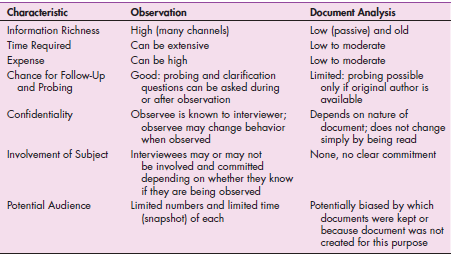 Characteristic Observation Document Analysis
Information Richness High (many channels) Low (passive) and old
Time Required Can be extensive Low to moderate
Expense Can be high Low to moderate
Chance for Follow-Up Good: probing and clarification Limited: probing possible
and Probing questions can be asked during only if original author is
or after observation available
Confidentiality Observee is known to interviewer; Depends on nature of
observee may change behavior document; does not change
when observed simply by being read
Involvement of Subject Interviewees may or may not None, no clear commitment
be involved and committed
depending on whether they know
if they are being observed
Potential Audience Limited numbers and limited time Potentially biased by which
(snapshot) of each documents were kept or
because document was not
created for this purpose